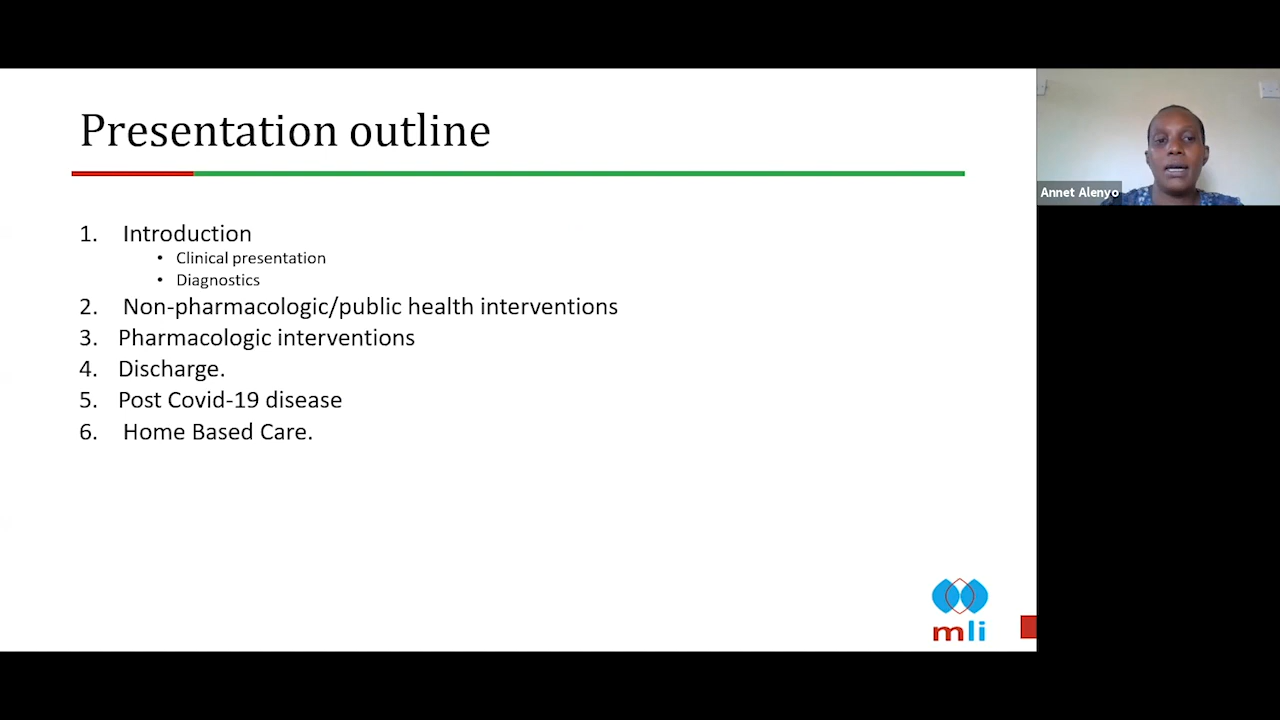 Presentation outline
1. Introduction
• Clinical presentation
• Diagnostics
2. Non-pharmacologic/public health interventions
3. Pharmacologic interventions
4. Discharge.
5. Post Covid-19 disease
6. Home Based Care.
mli
Annet Alenyo